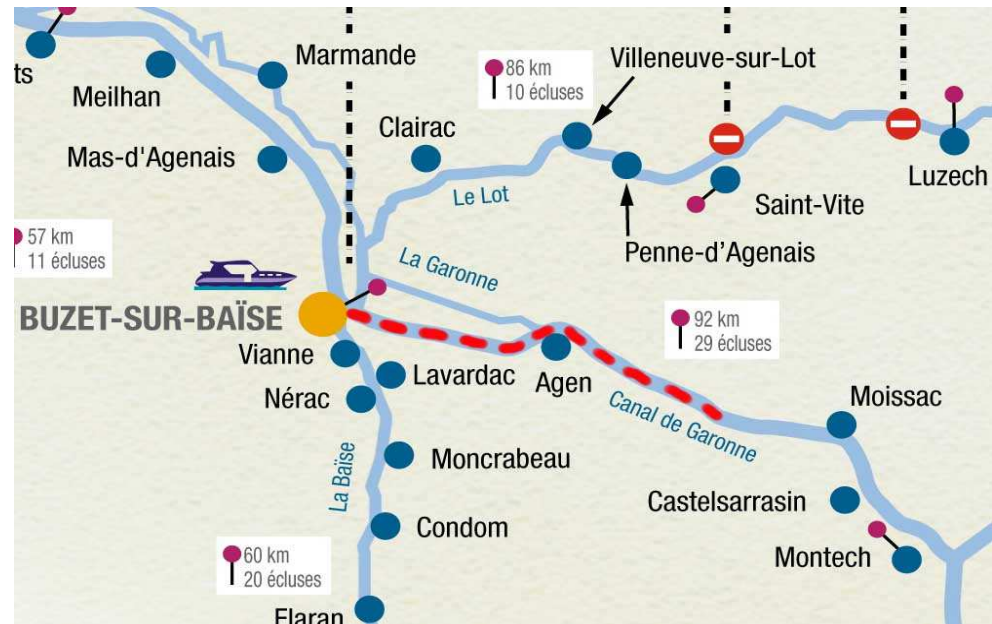 Marmande
86 km
10 écluses
Villeneuve-sur-Lot
ts
Meilhan
Clairac
Mas-d'Agenais
Le Lot
Luzech
Saint-Vite
Penne-d'Agenais
57 km
11 écluses
La Garonne
BUZET-SUR-BAÏSE
92 km
29 écluses
Vianne
Lavardac
Agen
Nérac
Moissac
Canal de Garonne
La Baïse
Moncrabeau
Castelsarrasin
Condom
60 km
20 écluses
Montech
Flaran